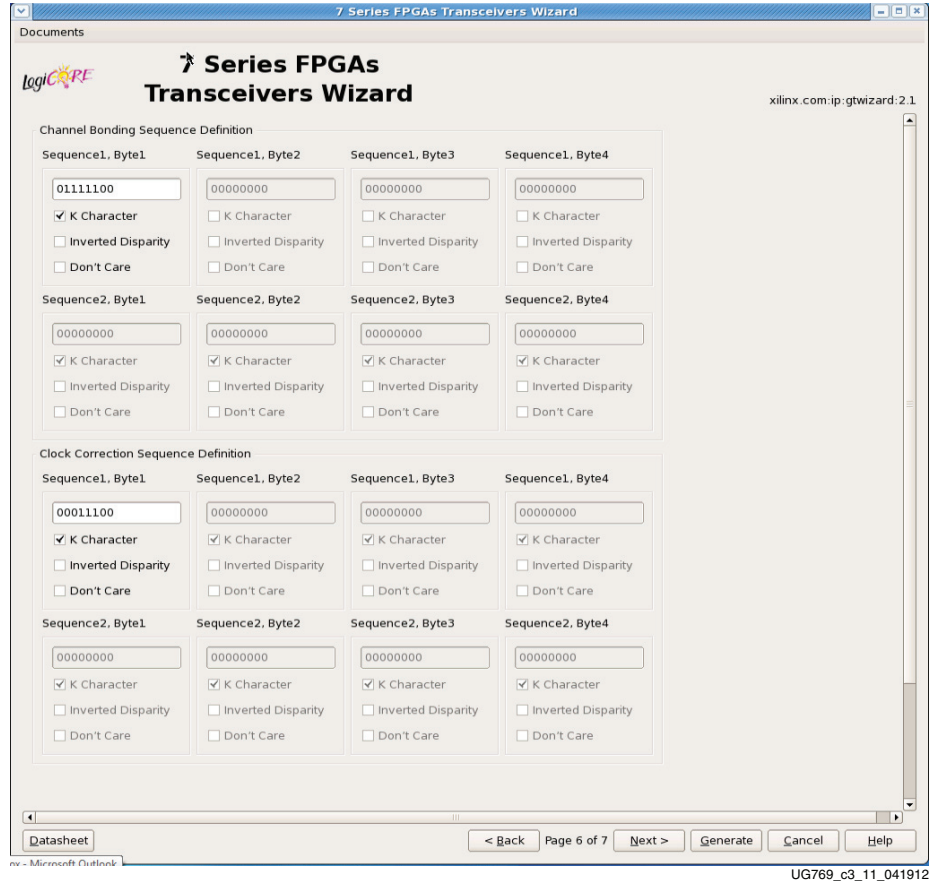 7 Series FPGAs Transceivers Wizard
Documents
LogiCORE
7 Series FPGAs
Transceivers Wizard
xilinx.com:ip:gtwizard:2.1
Channel Bonding Sequence Definition
Sequence1, Byte1 Sequence1, Byte2 Sequence1, Byte3 Sequence1, Byte4
01111100 00000000 00000000 00000000
K Character K Character K Character K Character
Inverted Disparity Inverted Disparity Inverted Disparity Inverted Disparity
Don't Care Don't Care Don't Care Don't Care
Sequence2, Byte1 Sequence2, Byte2 Sequence2, Byte3 Sequence2, Byte4
00000000 00000000 00000000 00000000
K Character K Character K Character K Character
Inverted Disparity Inverted Disparity Inverted Disparity Inverted Disparity
Don't Care Don't Care Don't Care Don't Care
Clock Correction Sequence Definition
Sequence1, Byte1 Sequence1, Byte2 Sequence1, Byte3 Sequence1, Byte4
00011100 00000000 00000000 00000000
K Character K Character K Character K Character
Inverted Disparity Inverted Disparity Inverted Disparity Inverted Disparity
Don't Care Don't Care Don't Care Don't Care
Sequence2, Byte1 Sequence2, Byte2 Sequence2, Byte3 Sequence2, Byte4
00000000 00000000 00000000 00000000
K Character K Character K Character K Character
Inverted Disparity Inverted Disparity Inverted Disparity Inverted Disparity
Don't Care Don't Care Don't Care Don't Care
Datasheet < Back Page 6 of 7 Next > Generate Cancel Help
- Microsoft Outlook
UG769_c3_11_041912